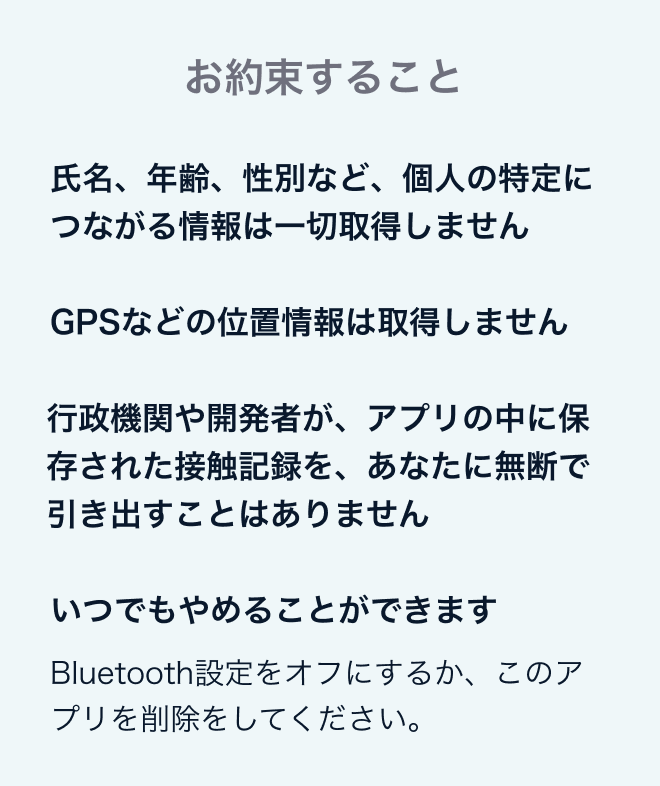 お約束すること
氏名、年齢、性別など、個人の特定に
つながる情報は一切取得しません
GPSなどの位置情報は取得しません
行政機関や開発者が、アプリの中に保
存された接触記録を、あなたに無断で
引き出すことはありません
いつでもやめることができます
Bluetooth設定をオフにするか、このア
プリを削除をしてください。